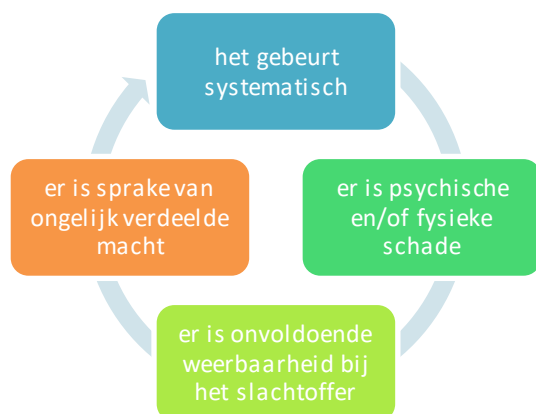 het gebeurt
systematisch
er is psychische
en/of fysieke
schade
er is onvoldoende
weerbaarheid bij
het slachtoffer
er is sprake van
ongelijk verdeelde
macht